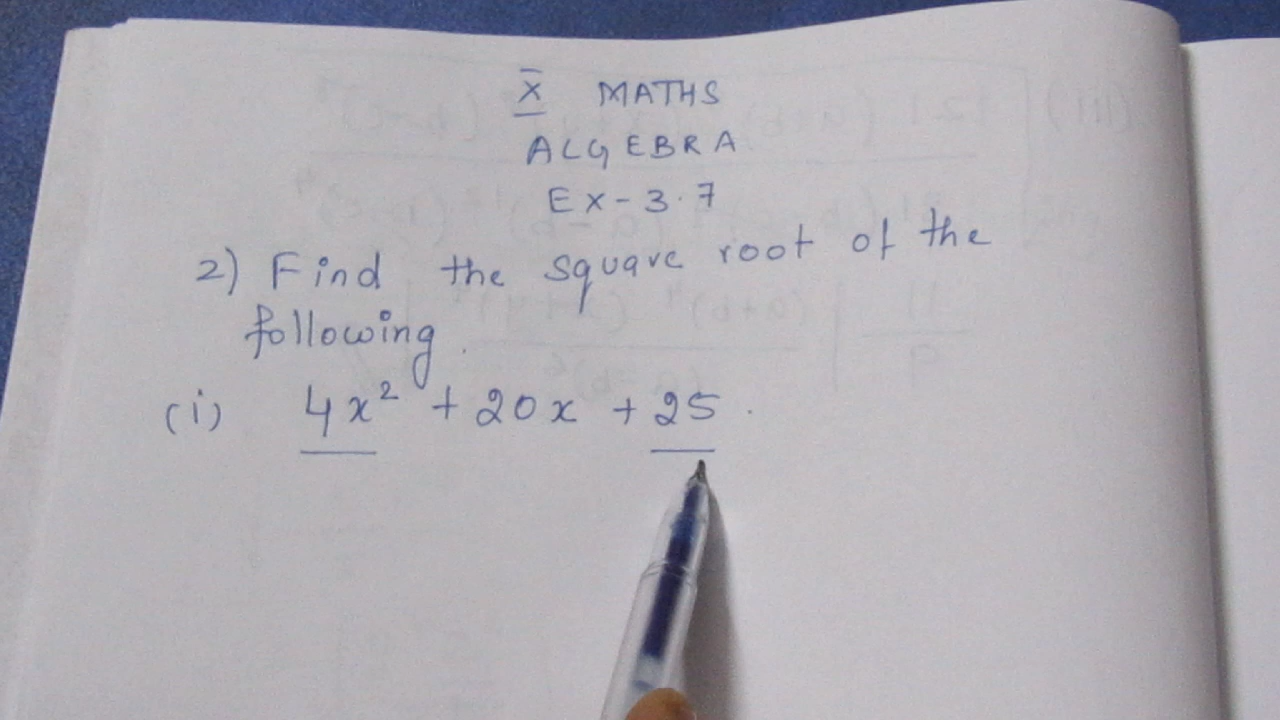 X MATHS
ALGEBRA
Ex-3.7
2) Find the square root of the
following.
(i) 4x² + 20x + 25.